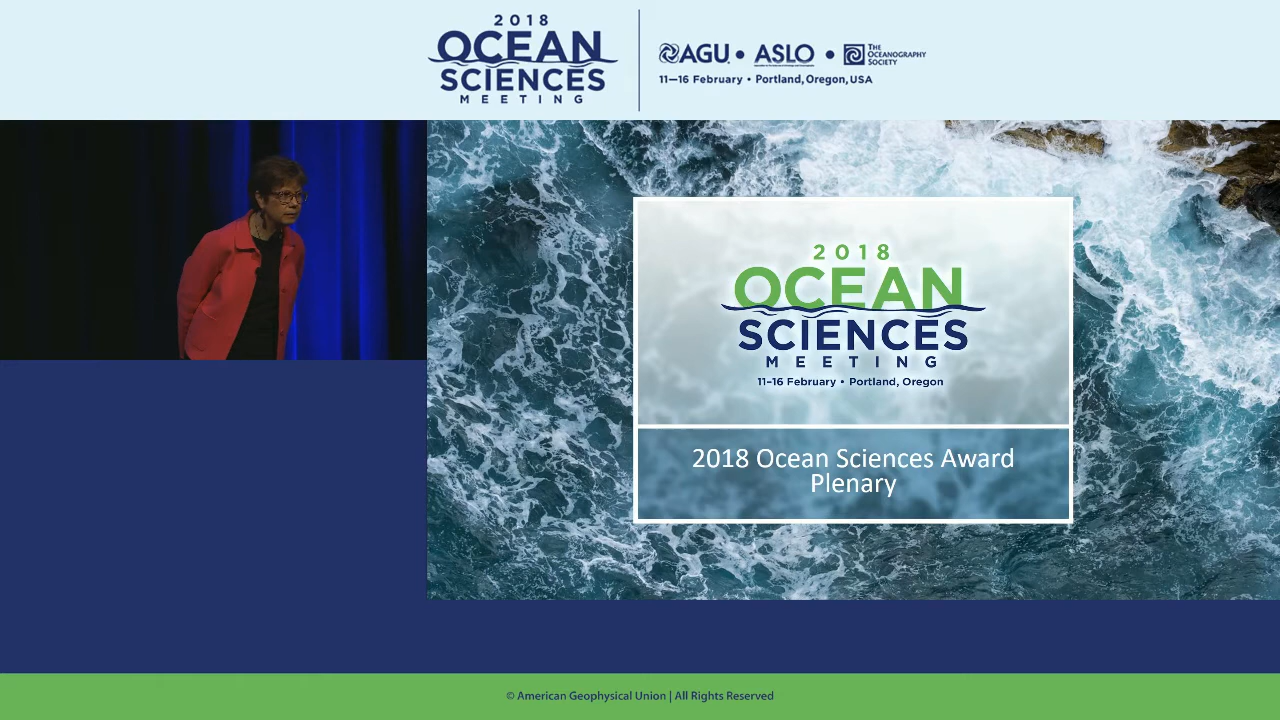 2018
OCEAN
SCIENCES
MEETING
AGU • ASLO • THE OCEANOGRAPHY SOCIETY
11—16 February • Portland, Oregon, USA
2018
OCEAN
SCIENCES
MEETING
11–16 February • Portland, Oregon
2018 Ocean Sciences Award
Plenary
© American Geophysical Union | All Rights Reserved